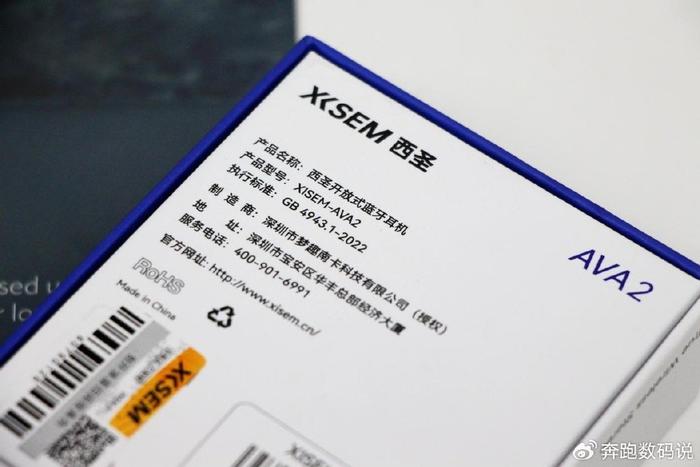 XISEM 西圣
产品名称：西圣开放式蓝牙耳机
产品型号：XISEM-AVA2
执行标准：GB 4943.1-2022
制 造 商：深圳市梦趣南卡科技有限公司（授权）
地 址：深圳市宝安区华丰总部经济大厦
服务电话：400-901-6991
官方网址：http://www.xisem.cn/
AVA2
RoHS
Made in China
XISEM
sed u
r lo
@奔跑数码说